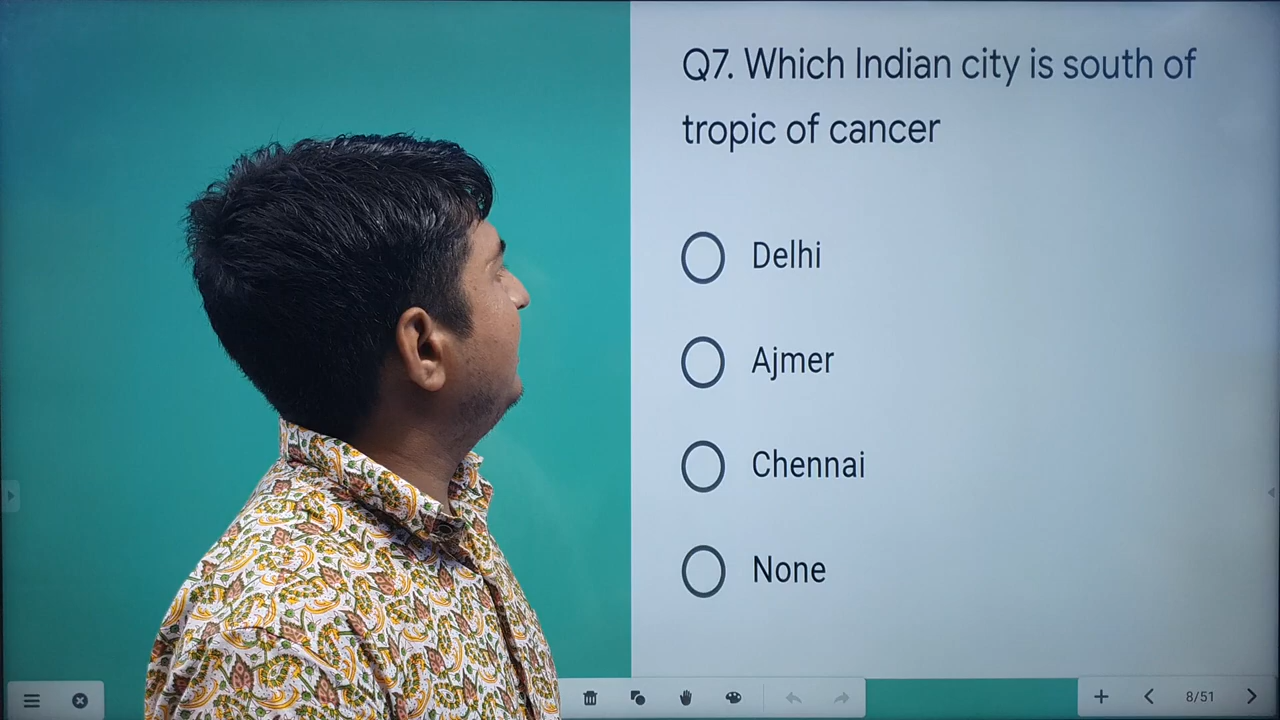 Q7. Which Indian city is south of
tropic of cancer
Delhi
Ajmer
Chennai
None
8/51